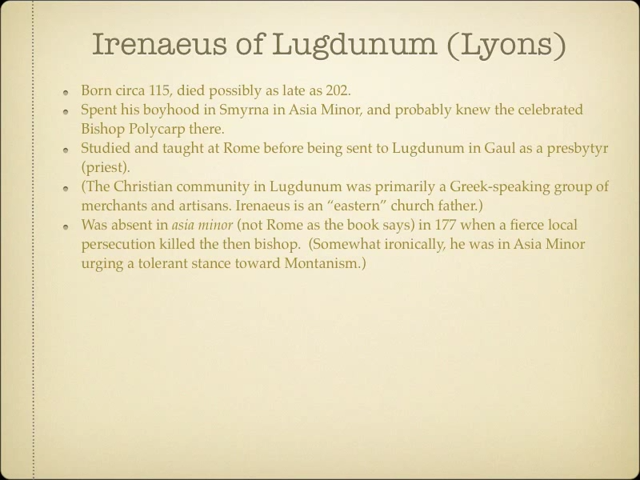 Irenaeus of Lugdunum (Lyons)
Born circa 115, died possibly as late as 202.
Spent his boyhood in Smyrna in Asia Minor, and probably knew the celebrated
Bishop Polycarp there.
Studied and taught at Rome before being sent to Lugdunum in Gaul as a presbytyr
(priest).
(The Christian community in Lugdunum was primarily a Greek-speaking group of
merchants and artisans. Irenaeus is an “eastern” church father.)
Was absent in asia minor (not Rome as the book says) in 177 when a fierce local
persecution killed the then bishop.  (Somewhat ironically, he was in Asia Minor
urging a tolerant stance toward Montanism.)